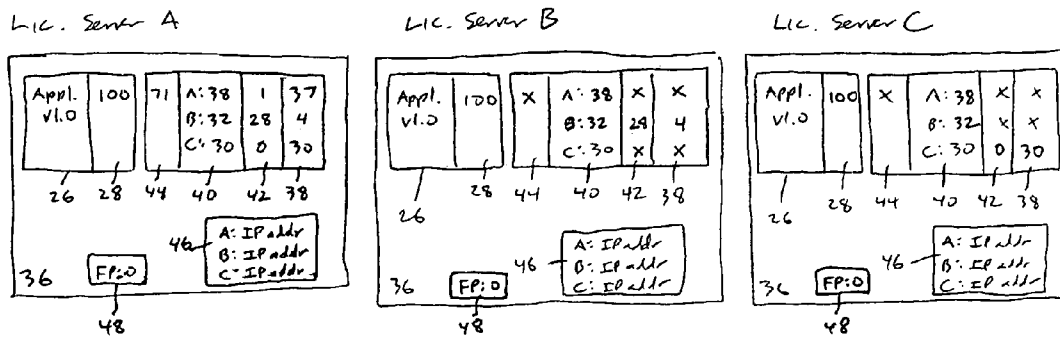 Lic. Server A
Appl. 100 71 A:38 1 37
v1.0 B:32 28 4
C:30 0 30
26 28 44 40 42 38
46 A: IP addr
B: IP addr
C: IP addr
36 FP:0
48
Lic. Server B
Appl. 100 x A:38 x x
v1.0 B:32 28 4
C:30 x x
26 28 44 40 42 38
46 A: IP addr
B: IP addr
C: IP addr
36 FP:0
48
Lic. Server C
Appl. 100 x A:38 x x
v1.0 B:32 x x
C:30 0 30
26 28 44 40 42 38
46 A: IP addr
B: IP addr
C: IP addr
36 FP:0
48